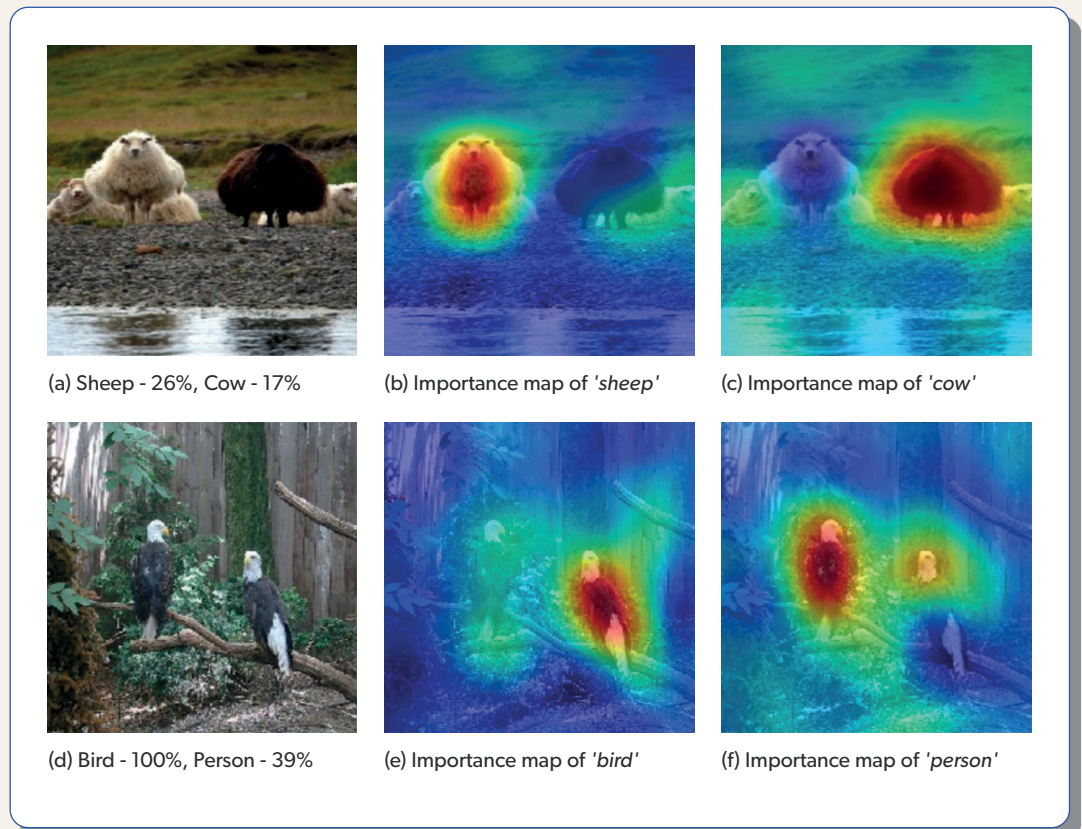 (a) Sheep - 26%, Cow - 17%
(b) Importance map of 'sheep'
(c) Importance map of 'cow'
(d) Bird - 100%, Person - 39%
(e) Importance map of 'bird'
(f) Importance map of 'person'